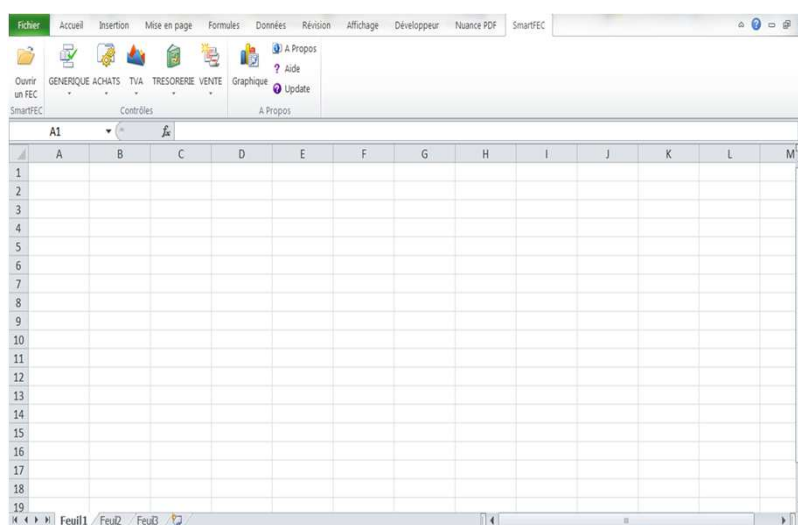 Fichier Accueil Insertion Mise en page Formules Données Révision Affichage Développeur Nuance PDF SmartFEC
Ouvrir un FEC
GENERIQUE ACHATS TVA TRESORERIE VENTE Graphique
A Propos
Aide
Update
SmartFEC Contrôles A Propos
A1 fx
A B C D E F G H I J K L M
1
2
3
4
5
6
7
8
9
10
11
12
13
14
15
16
17
18
19
Feuil1 Feuil2 Feuil3